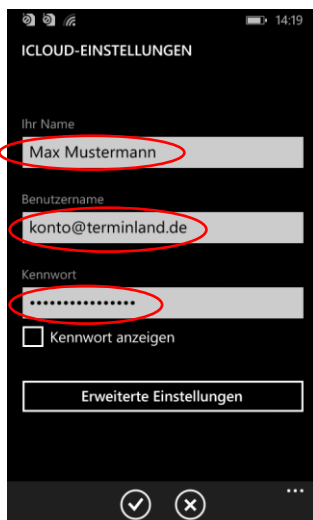 14:19
ICLOUD-EINSTELLUNGEN
Ihr Name
Max Mustermann
Benutzername
konto@terminland.de
Kennwort
••••••••••••••••
Kennwort anzeigen
Erweiterte Einstellungen